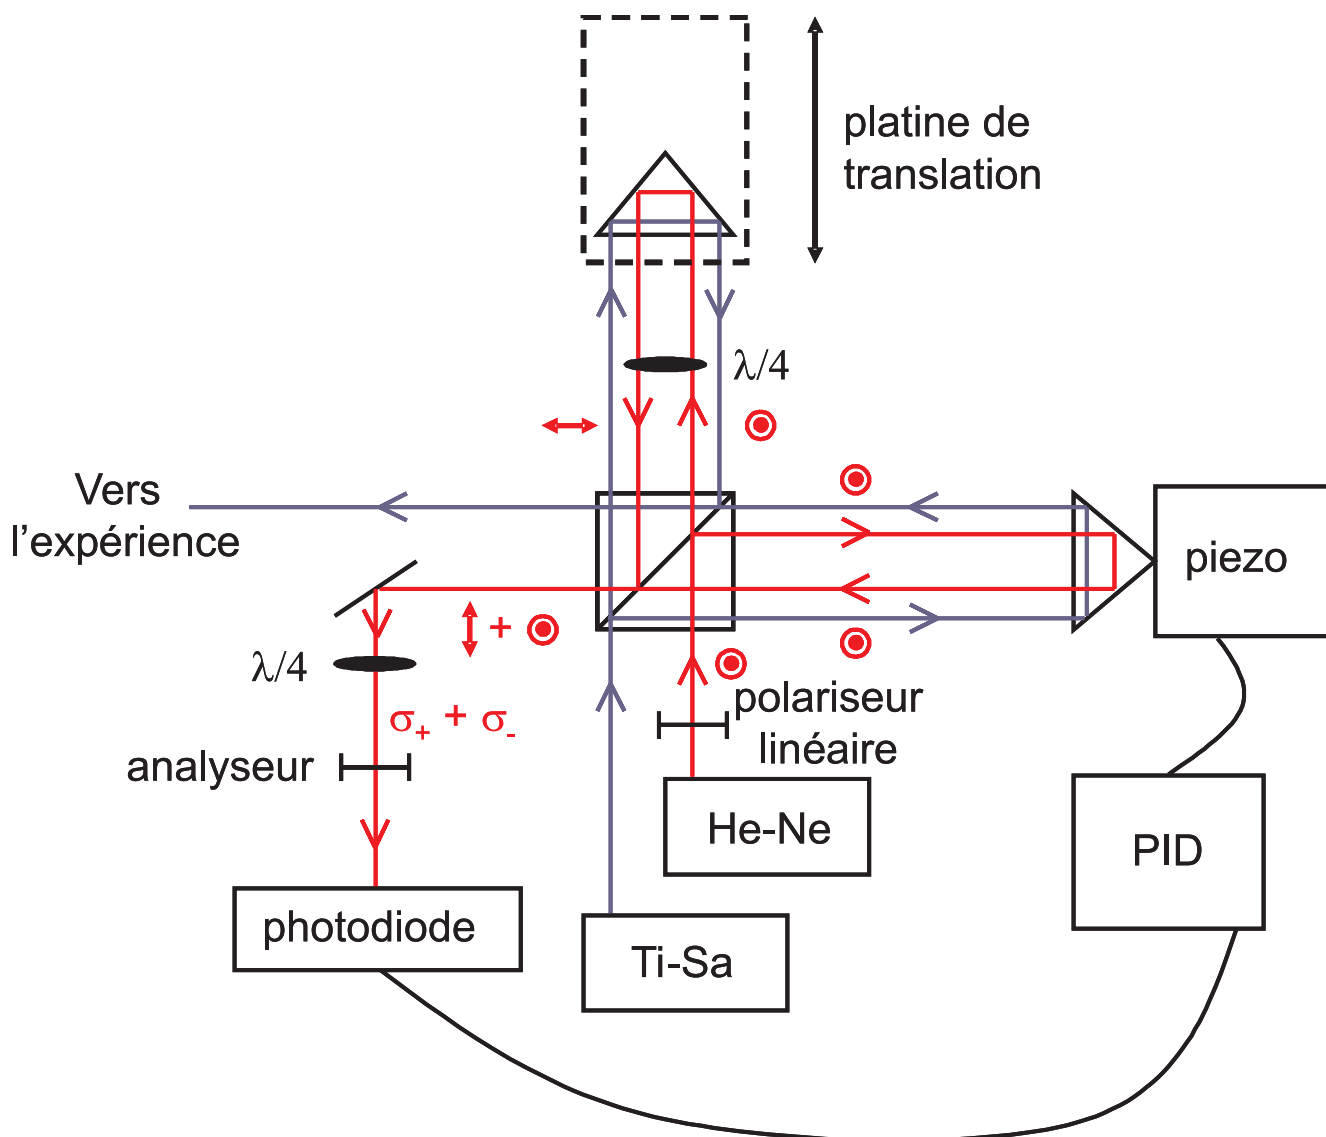 platine de
translation
λ/4
Vers
l'expérience
piezo
+
λ/4
σ₊ + σ₋
polariseur
linéaire
analyseur
He-Ne
PID
photodiode
Ti-Sa